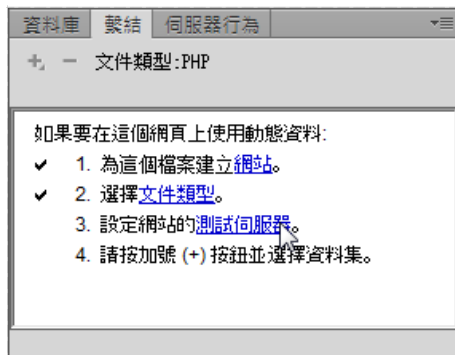 資料庫 繫結 伺服器行為
文件類型:PHP
如果要在這個網頁上使用動態資料:
✔ 1. 為這個檔案建立網站。
✔ 2. 選擇文件類型。
3. 設定網站的測試伺服器。
4. 請按加號 (+) 按鈕並選擇資料集。